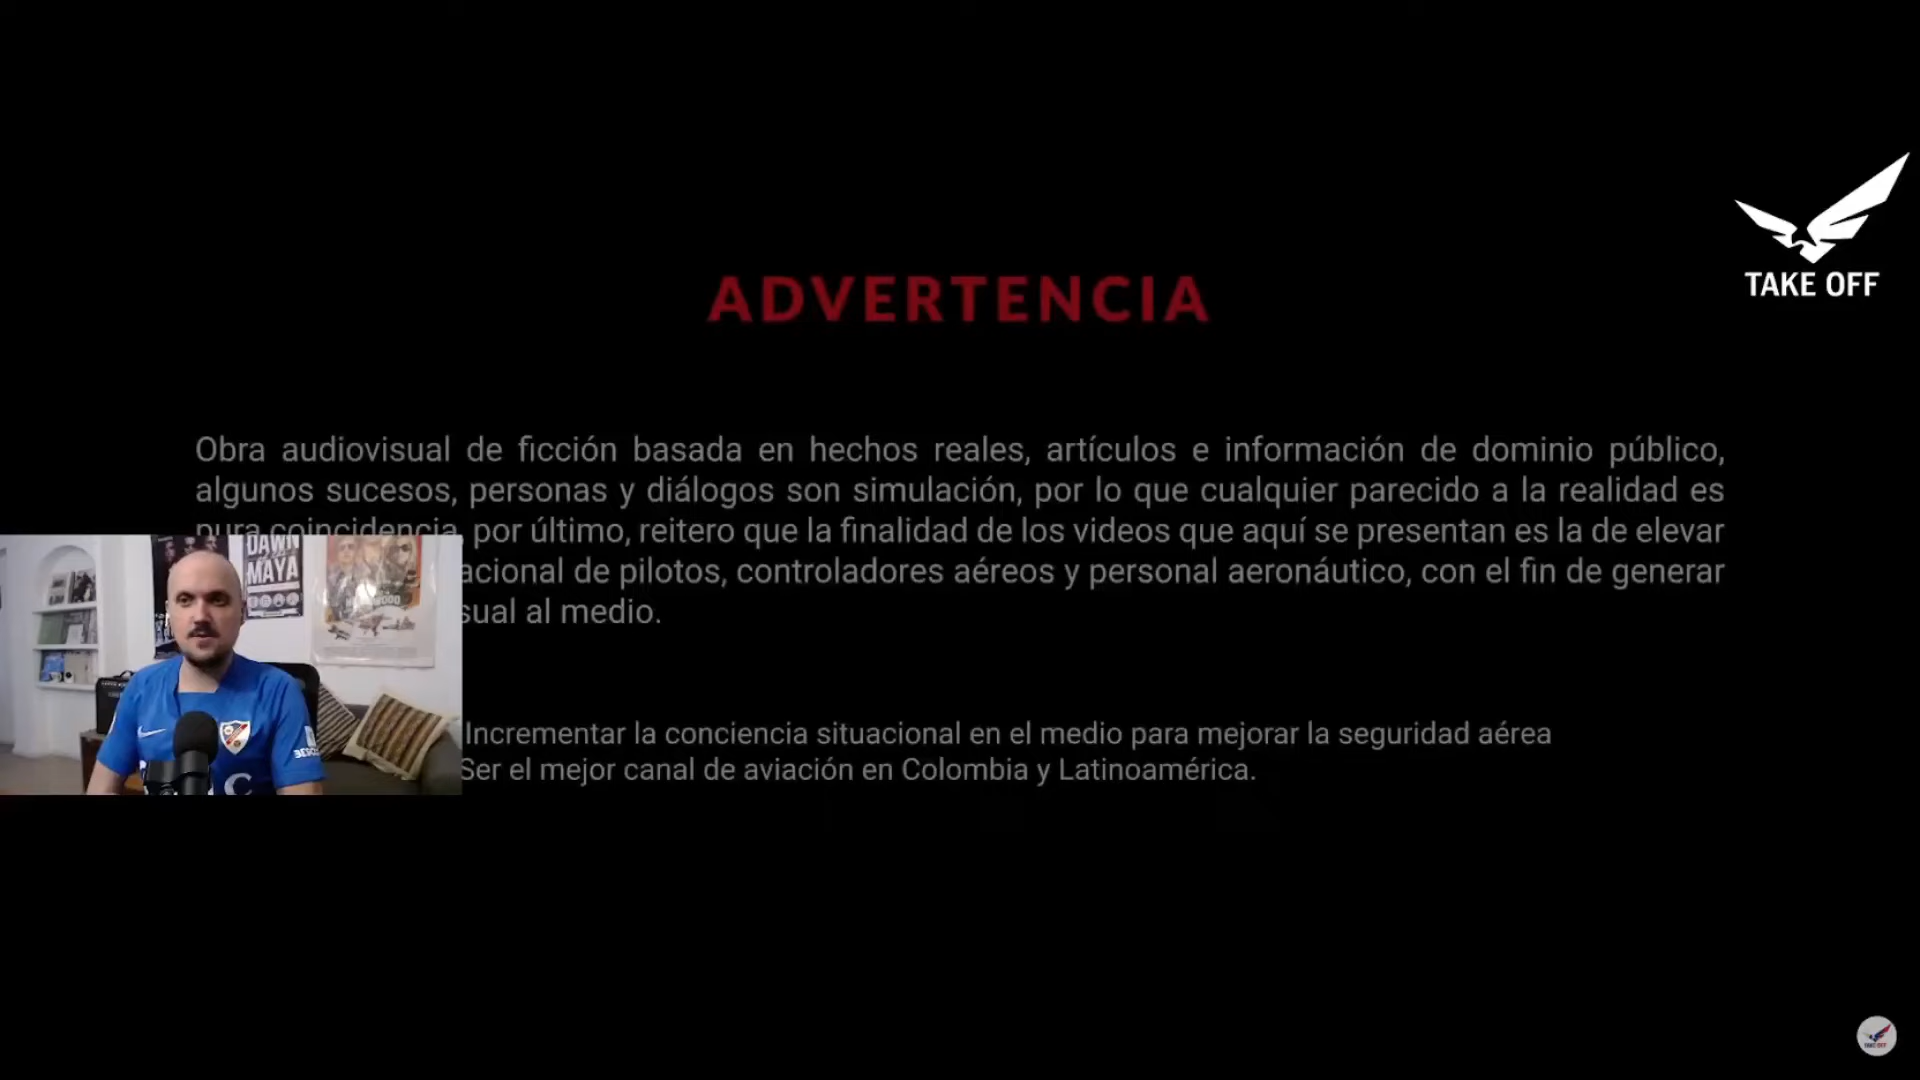 TAKE OFF
ADVERTENCIA
Obra audiovisual de ficción basada en hechos reales, artículos e información de dominio público,
algunos sucesos, personas y diálogos son simulación, por lo que cualquier parecido a la realidad es
pura coincidencia, por último, reitero que la finalidad de los videos que aquí se presentan es la de elevar
acional de pilotos, controladores aéreos y personal aeronáutico, con el fin de generar
sual al medio.
DAWN
MAYA
Incrementar la conciencia situacional en el medio para mejorar la seguridad aérea
Ser el mejor canal de aviación en Colombia y Latinoamérica.
TAKE OFF